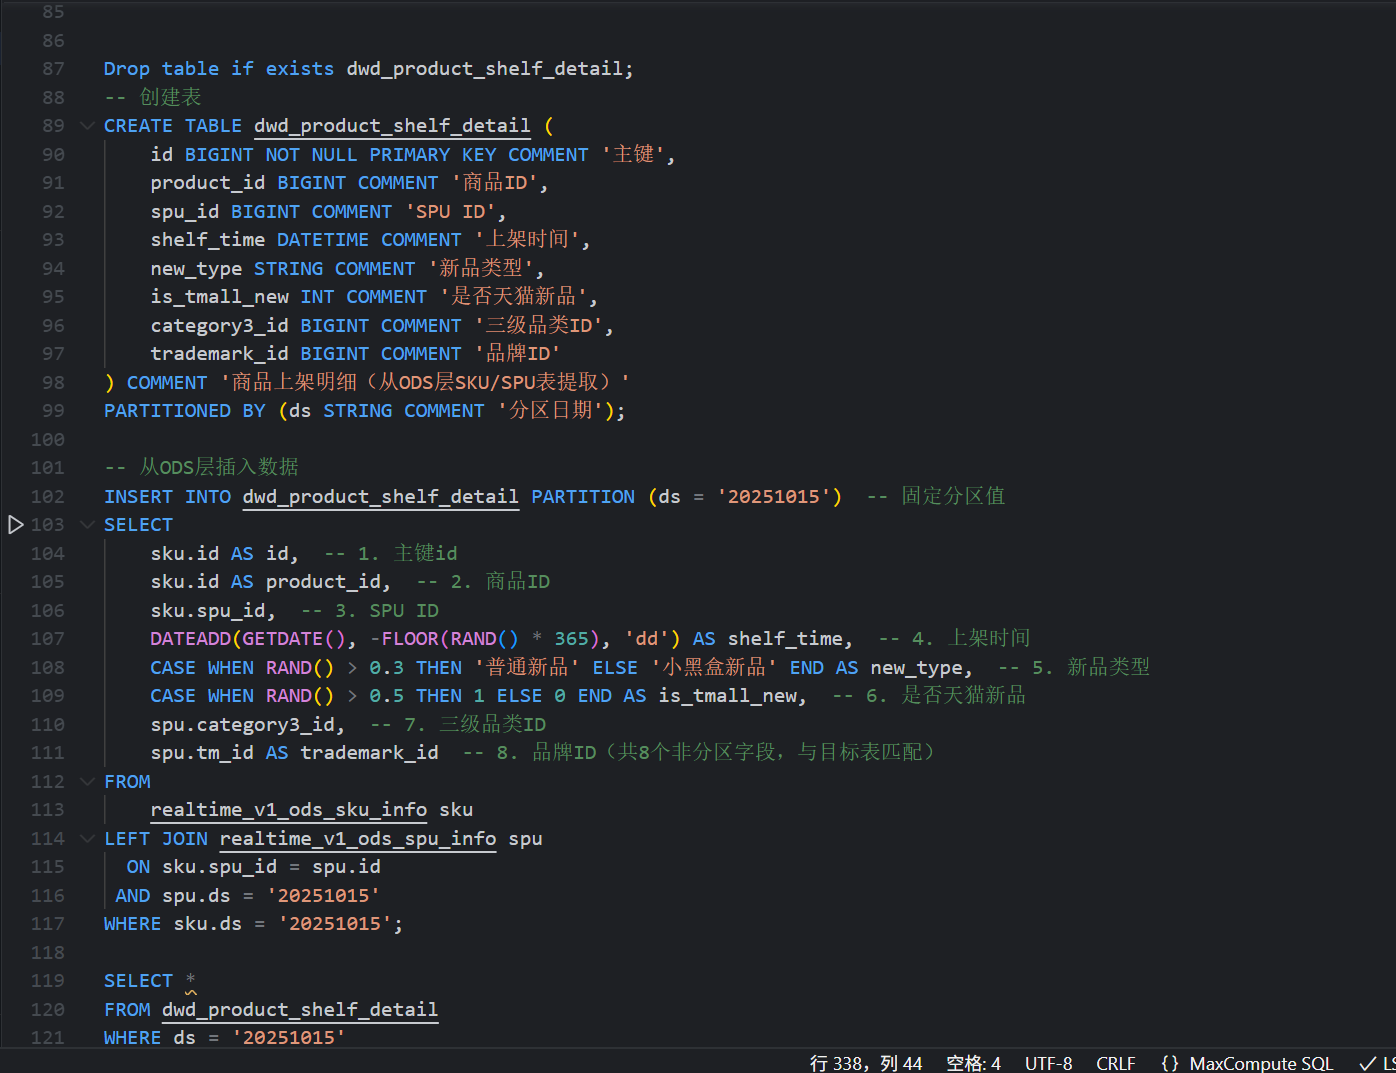 85
86
87 Drop table if exists dwd_product_shelf_detail;
88 -- 创建表
89 CREATE TABLE dwd_product_shelf_detail (
90     id BIGINT NOT NULL PRIMARY KEY COMMENT '主键',
91     product_id BIGINT COMMENT '商品ID',
92     spu_id BIGINT COMMENT 'SPU ID',
93     shelf_time DATETIME COMMENT '上架时间',
94     new_type STRING COMMENT '新品类型',
95     is_tmall_new INT COMMENT '是否天猫新品',
96     category3_id BIGINT COMMENT '三级品类ID',
97     trademark_id BIGINT COMMENT '品牌ID'
98 ) COMMENT '商品上架明细（从ODS层SKU/SPU表提取）'
99 PARTITIONED BY (ds STRING COMMENT '分区日期');
100
101 -- 从ODS层插入数据
102 INSERT INTO dwd_product_shelf_detail PARTITION (ds = '20251015')  -- 固定分区值
103 SELECT
104     sku.id AS id,  -- 1. 主键id
105     sku.id AS product_id,  -- 2. 商品ID
106     sku.spu_id,  -- 3. SPU ID
107     DATEADD(GETDATE(), -FLOOR(RAND() * 365), 'dd') AS shelf_time,  -- 4. 上架时间
108     CASE WHEN RAND() > 0.3 THEN '普通新品' ELSE '小黑盒新品' END AS new_type,  -- 5. 新品类型
109     CASE WHEN RAND() > 0.5 THEN 1 ELSE 0 END AS is_tmall_new,  -- 6. 是否天猫新品
110     spu.category3_id,  -- 7. 三级品类ID
111     spu.tm_id AS trademark_id  -- 8. 品牌ID（共8个非分区字段，与目标表匹配）
112 FROM
113     realtime_v1_ods_sku_info sku
114 LEFT JOIN realtime_v1_ods_spu_info spu
115   ON sku.spu_id = spu.id
116  AND spu.ds = '20251015'
117 WHERE sku.ds = '20251015';
118
119 SELECT *
120 FROM dwd_product_shelf_detail
121 WHERE ds = '20251015'
行 338，列 44 空格: 4 UTF-8 CRLF {} MaxCompute SQL ✓